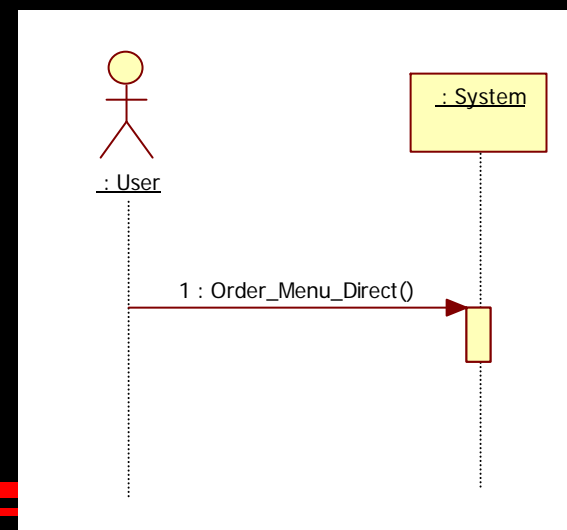 : System
: User
1 : Order_Menu_Direct()